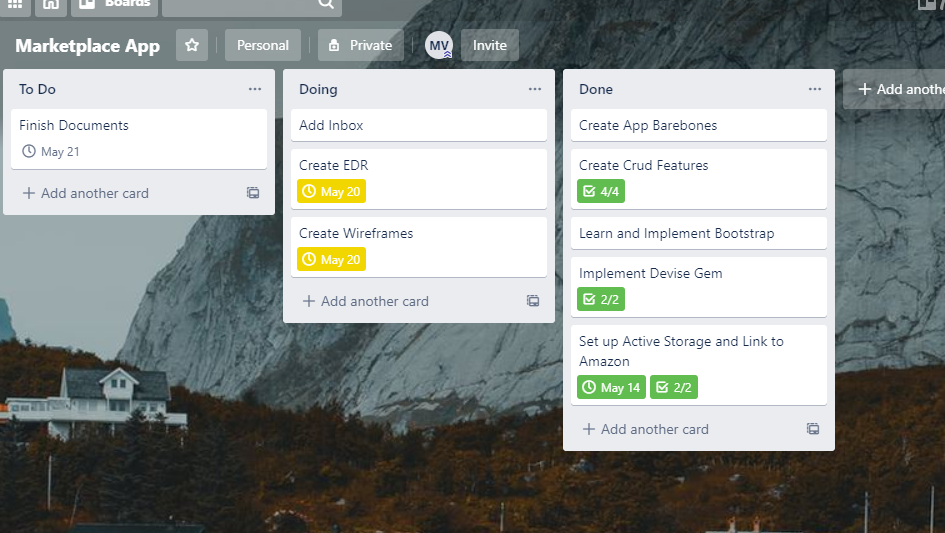 Boards
Marketplace App
Personal
Private
MV
Invite
To Do
Finish Documents
May 21
+ Add another card
Doing
Add Inbox
Create EDR
May 20
Create Wireframes
May 20
+ Add another card
Done
Create App Barebones
Create Crud Features
4/4
Learn and Implement Bootstrap
Implement Devise Gem
2/2
Set up Active Storage and Link to
Amazon
May 14 2/2
+ Add another card
+ Add anothe